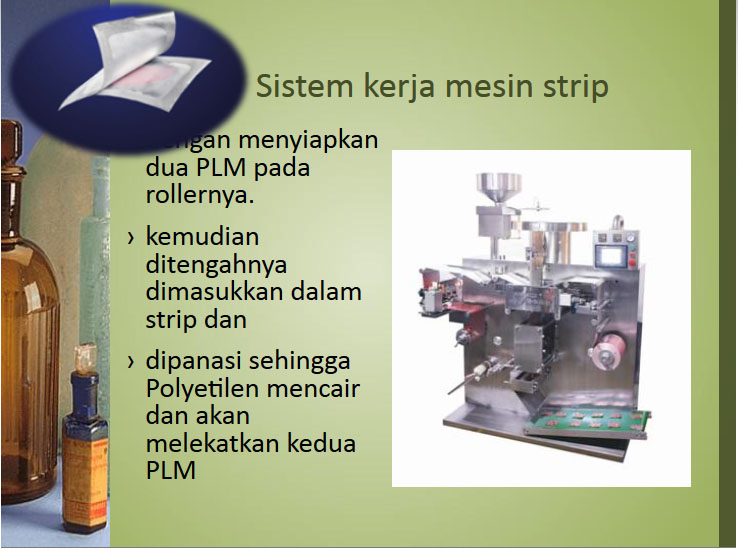 Sistem kerja mesin strip
menyiapkan
dua PLM pada
rollernya.
› kemudian
ditengahnya
dimasukkan dalam
strip dan
› dipanasi sehingga
Polyetilen mencair
dan akan
melekatkan kedua
PLM